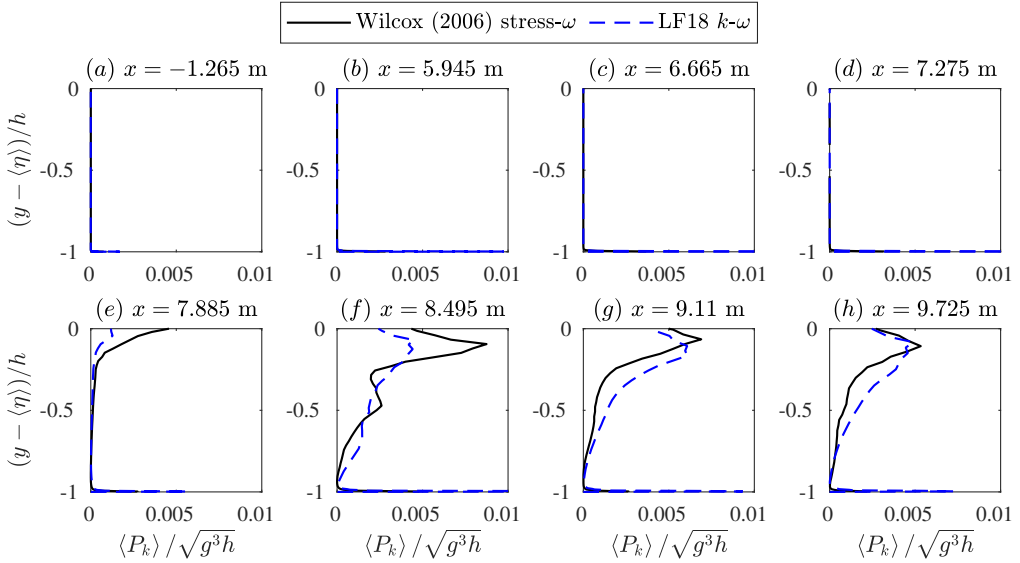 Wilcox (2006) stress-ω LF18 k-ω
(a) x = −1.265 m (b) x = 5.945 m (c) x = 6.665 m (d) x = 7.275 m
0 0 0 0
(y − ⟨η⟩)/h
-0.5 -0.5 -0.5 -0.5
-1 -1 -1 -1
0 0.005 0.01 0 0.005 0.01 0 0.005 0.01 0 0.005 0.01
(e) x = 7.885 m (f) x = 8.495 m (g) x = 9.11 m (h) x = 9.725 m
0 0 0 0
(y − ⟨η⟩)/h
-0.5 -0.5 -0.5 -0.5
-1 -1 -1 -1
0 0.005 0.01 0 0.005 0.01 0 0.005 0.01 0 0.005 0.01
⟨P_k⟩ /√g³h ⟨P_k⟩ /√g³h ⟨P_k⟩ /√g³h ⟨P_k⟩ /√g³h